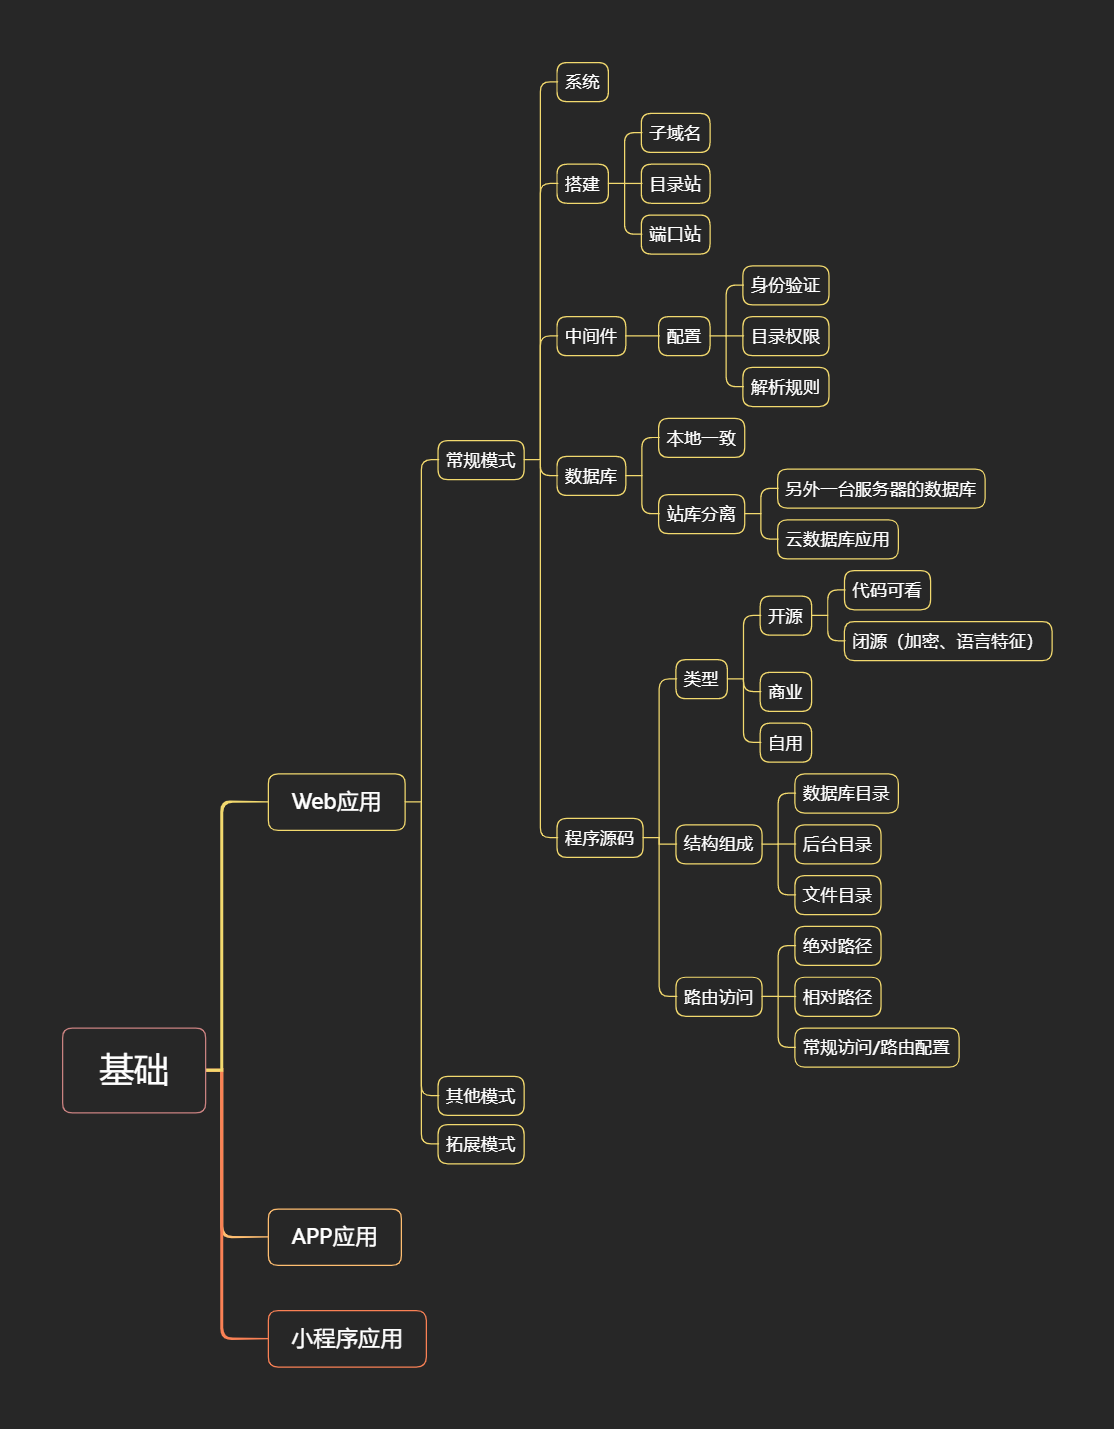 系统
子域名
搭建
目录站
端口站
身份验证
中间件
配置
目录权限
解析规则
本地一致
常规模式
数据库
另外一台服务器的数据库
站库分离
云数据库应用
代码可看
开源
闭源（加密、语言特征）
类型
商业
自用
数据库目录
Web应用
程序源码
结构组成
后台目录
文件目录
绝对路径
路由访问
相对路径
常规访问/路由配置
基础
其他模式
拓展模式
APP应用
小程序应用